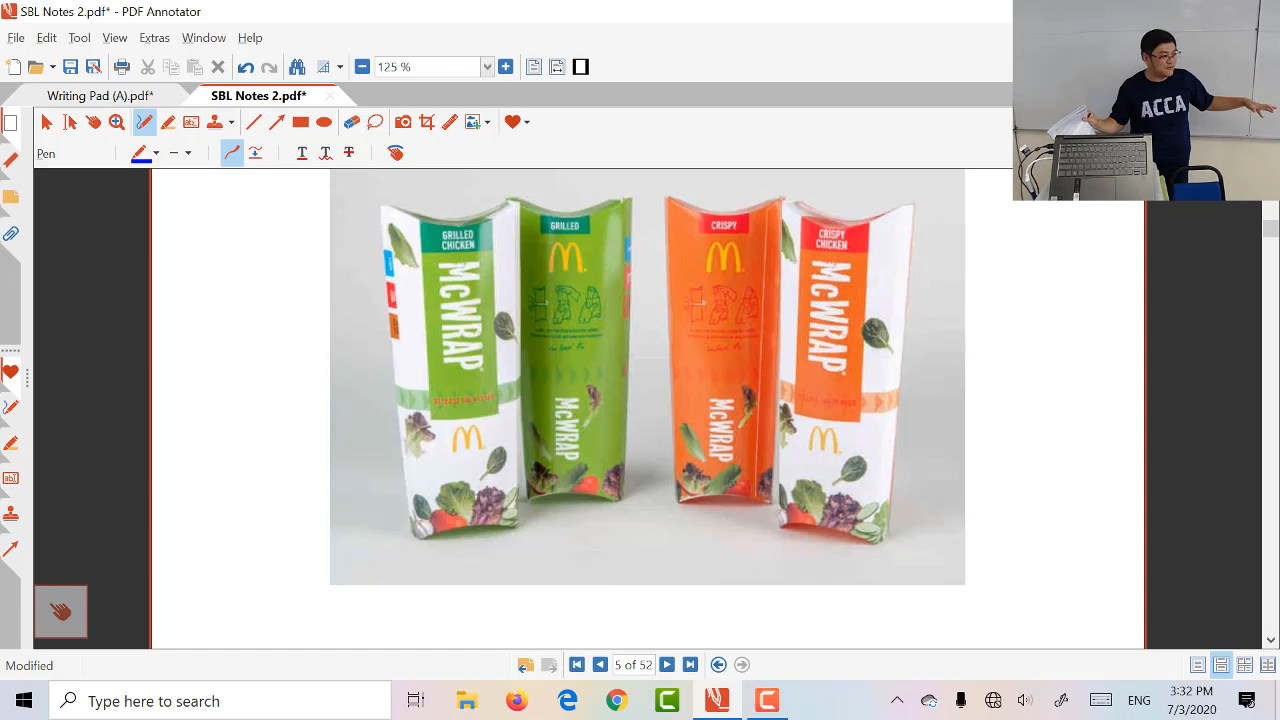 SBL Notes 2.pdf* - PDF Annotator
File Edit Tool View Extras Window Help
125 %
Writing Pad (A).pdf* SBL Notes 2.pdf*
Pen
ACCA
GRILLED
CHICKEN
McWRAP
GRILLED
McWRAP
CRISPY
McWRAP
CRISPY
CHICKEN
McWRAP
5 of 52
Modified
Type here to search
ENG
3:32 PM
7/3/2020